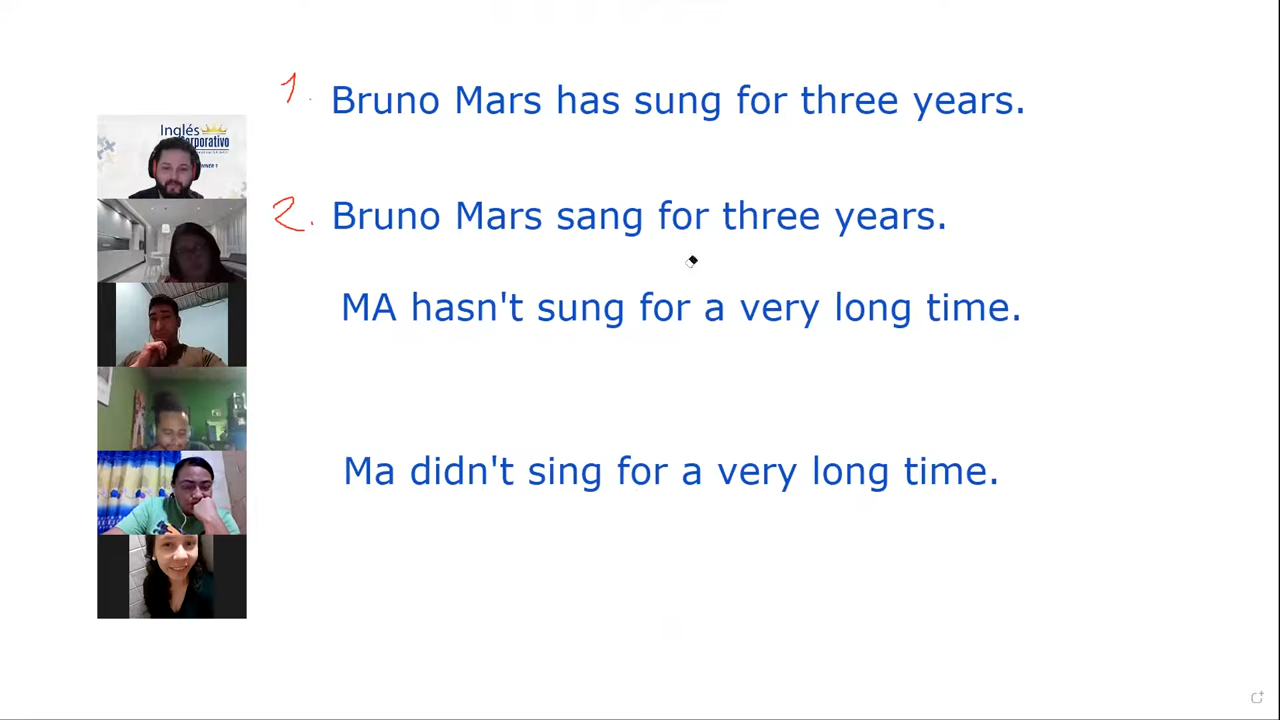 1. Bruno Mars has sung for three years.
Inglés
Corporativo
2. Bruno Mars sang for three years.
MA hasn't sung for a very long time.
Ma didn't sing for a very long time.